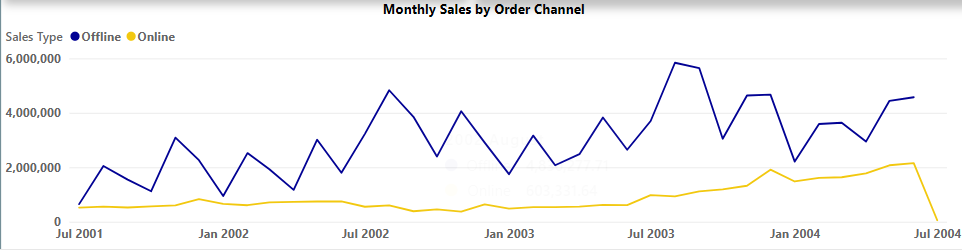 Monthly Sales by Order Channel
Sales Type Offline Online
6,000,000
4,000,000
2,000,000
0
Jul 2001 Jan 2002 Jul 2002 Jan 2003 Jul 2003 Jan 2004 Jul 2004